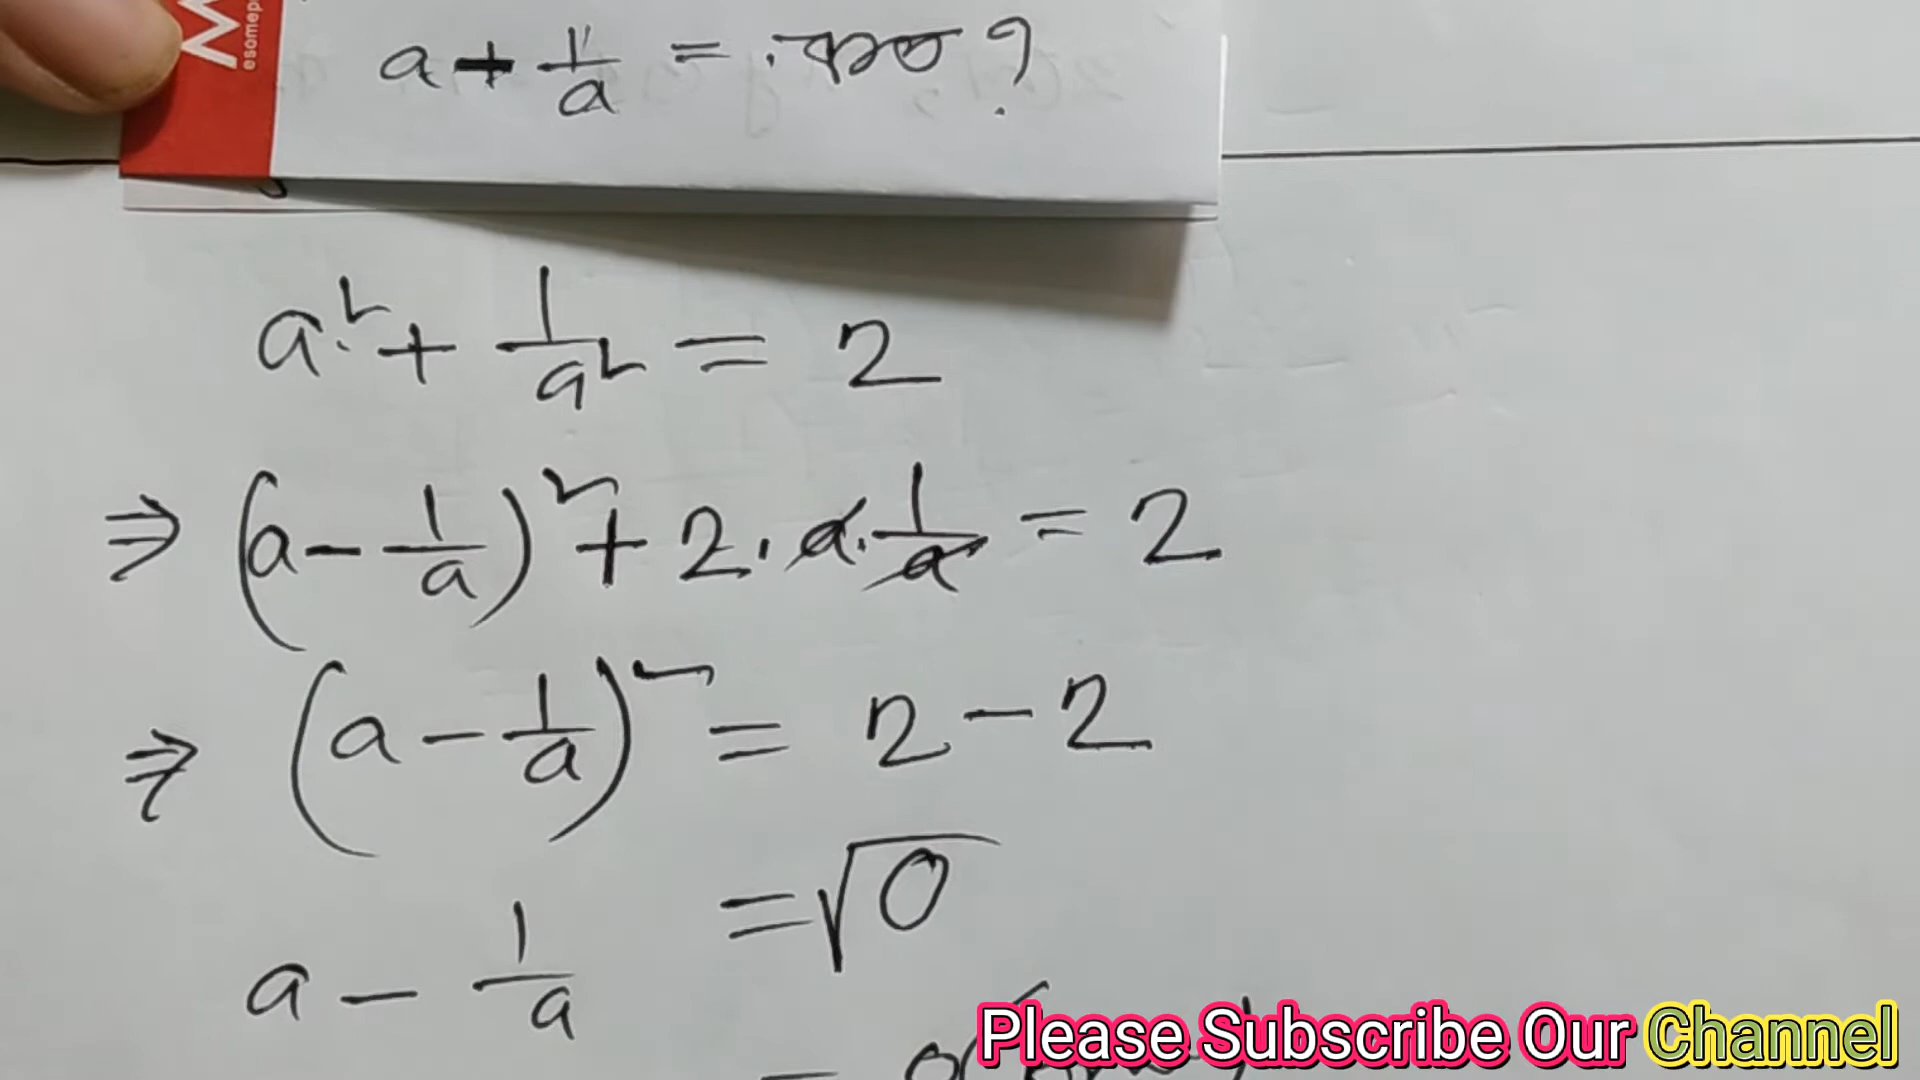 esomep
a + 1/a = কত ?
a² + 1/a² = 2
⇒ (a - 1/a)² + 2 . a . 1/a = 2
⇒ (a - 1/a)² = 2 - 2
a - 1/a = √0
Please Subscribe Our Channel